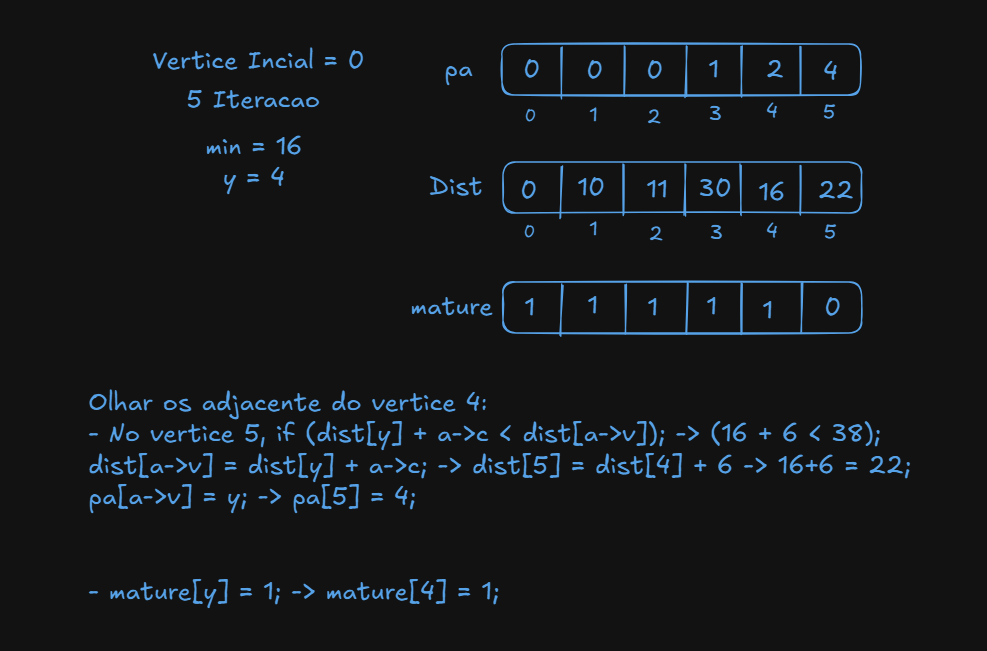 Vertice Incial = 0
5 Iteracao
min = 16
y = 4
pa 0 0 0 1 2 4
0 1 2 3 4 5
Dist 0 10 11 30 16 22
0 1 2 3 4 5
mature 1 1 1 1 1 0
Olhar os adjacente do vertice 4:
- No vertice 5, if (dist[y] + a->c < dist[a->v]); -> (16 + 6 < 38);
dist[a->v] = dist[y] + a->c; -> dist[5] = dist[4] + 6 -> 16+6 = 22;
pa[a->v] = y; -> pa[5] = 4;
- mature[y] = 1; -> mature[4] = 1;